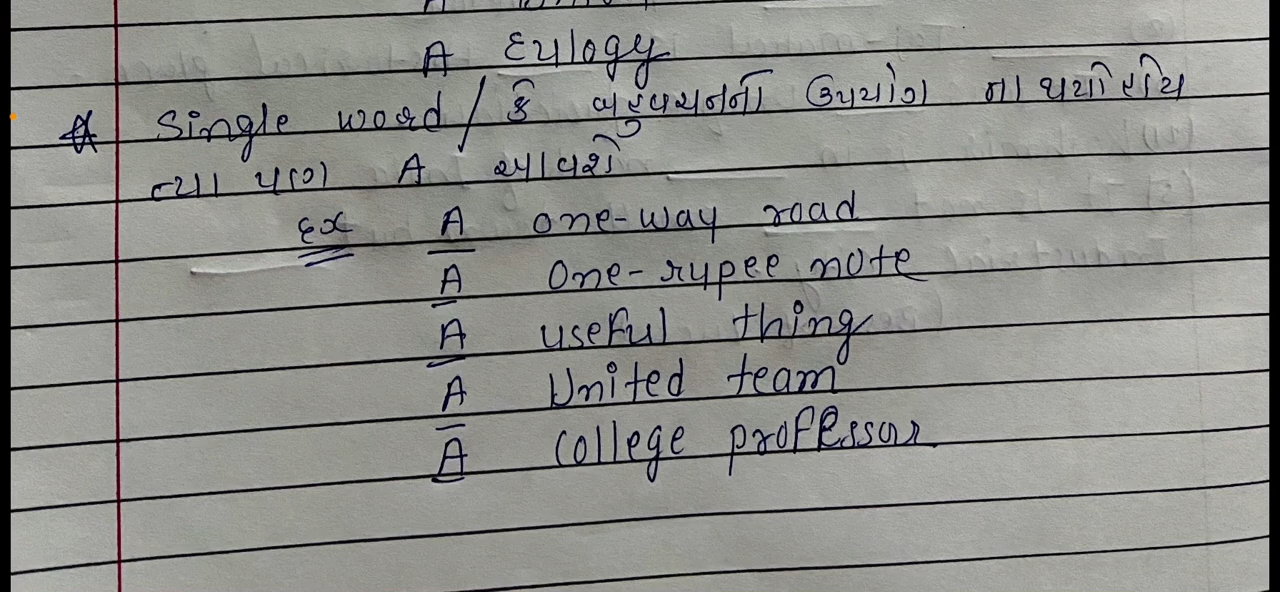 A Eulogy
* Single word / કે બહુવચનની ઉપયોગ ના થયો હોય
ત્યા પણ A આવશે
Ex A one-way road
A One-rupee note
A useful thing
A United team
A college professor.